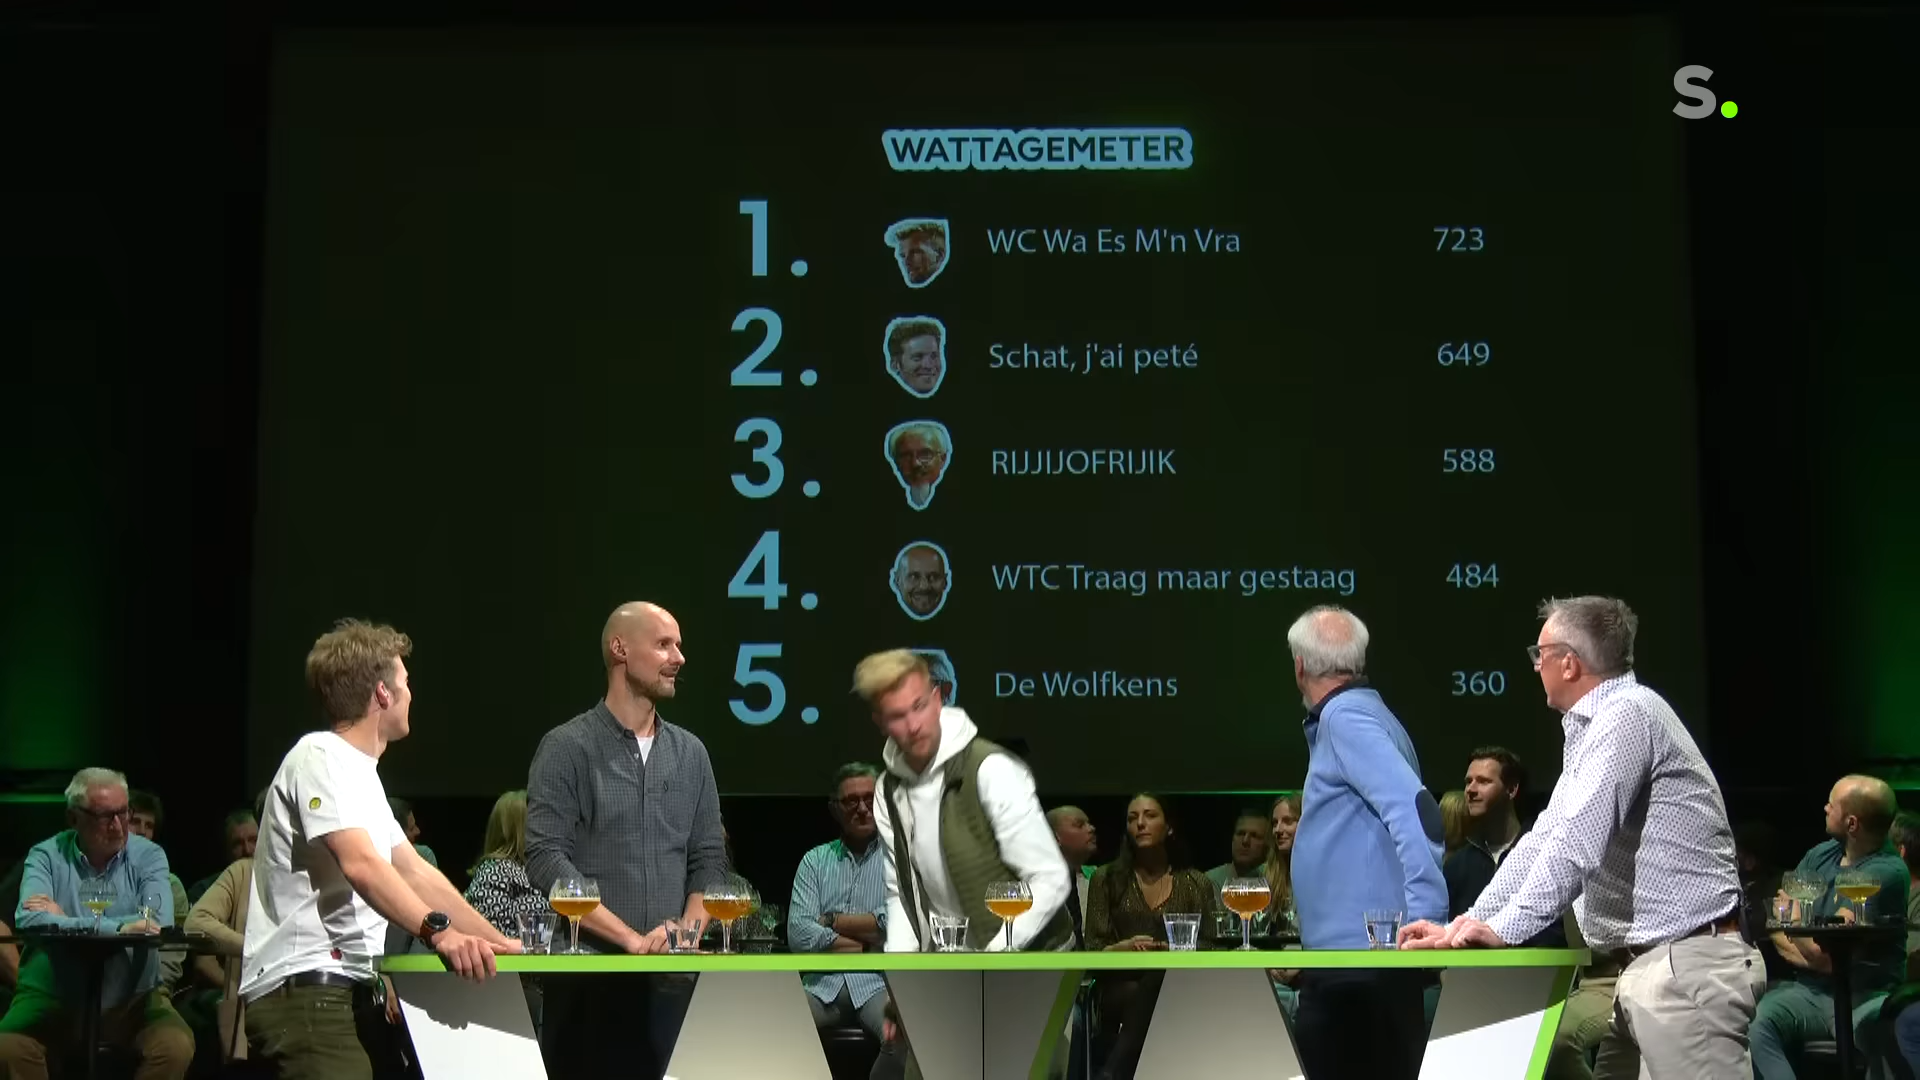 S.
WATTAGEMETER
1. WC Wa Es M'n Vra 723
2. Schat, j'ai peté 649
3. RIJJIJOFRIJIK 588
4. WTC Traag maar gestaag 484
5. De Wolfkens 360